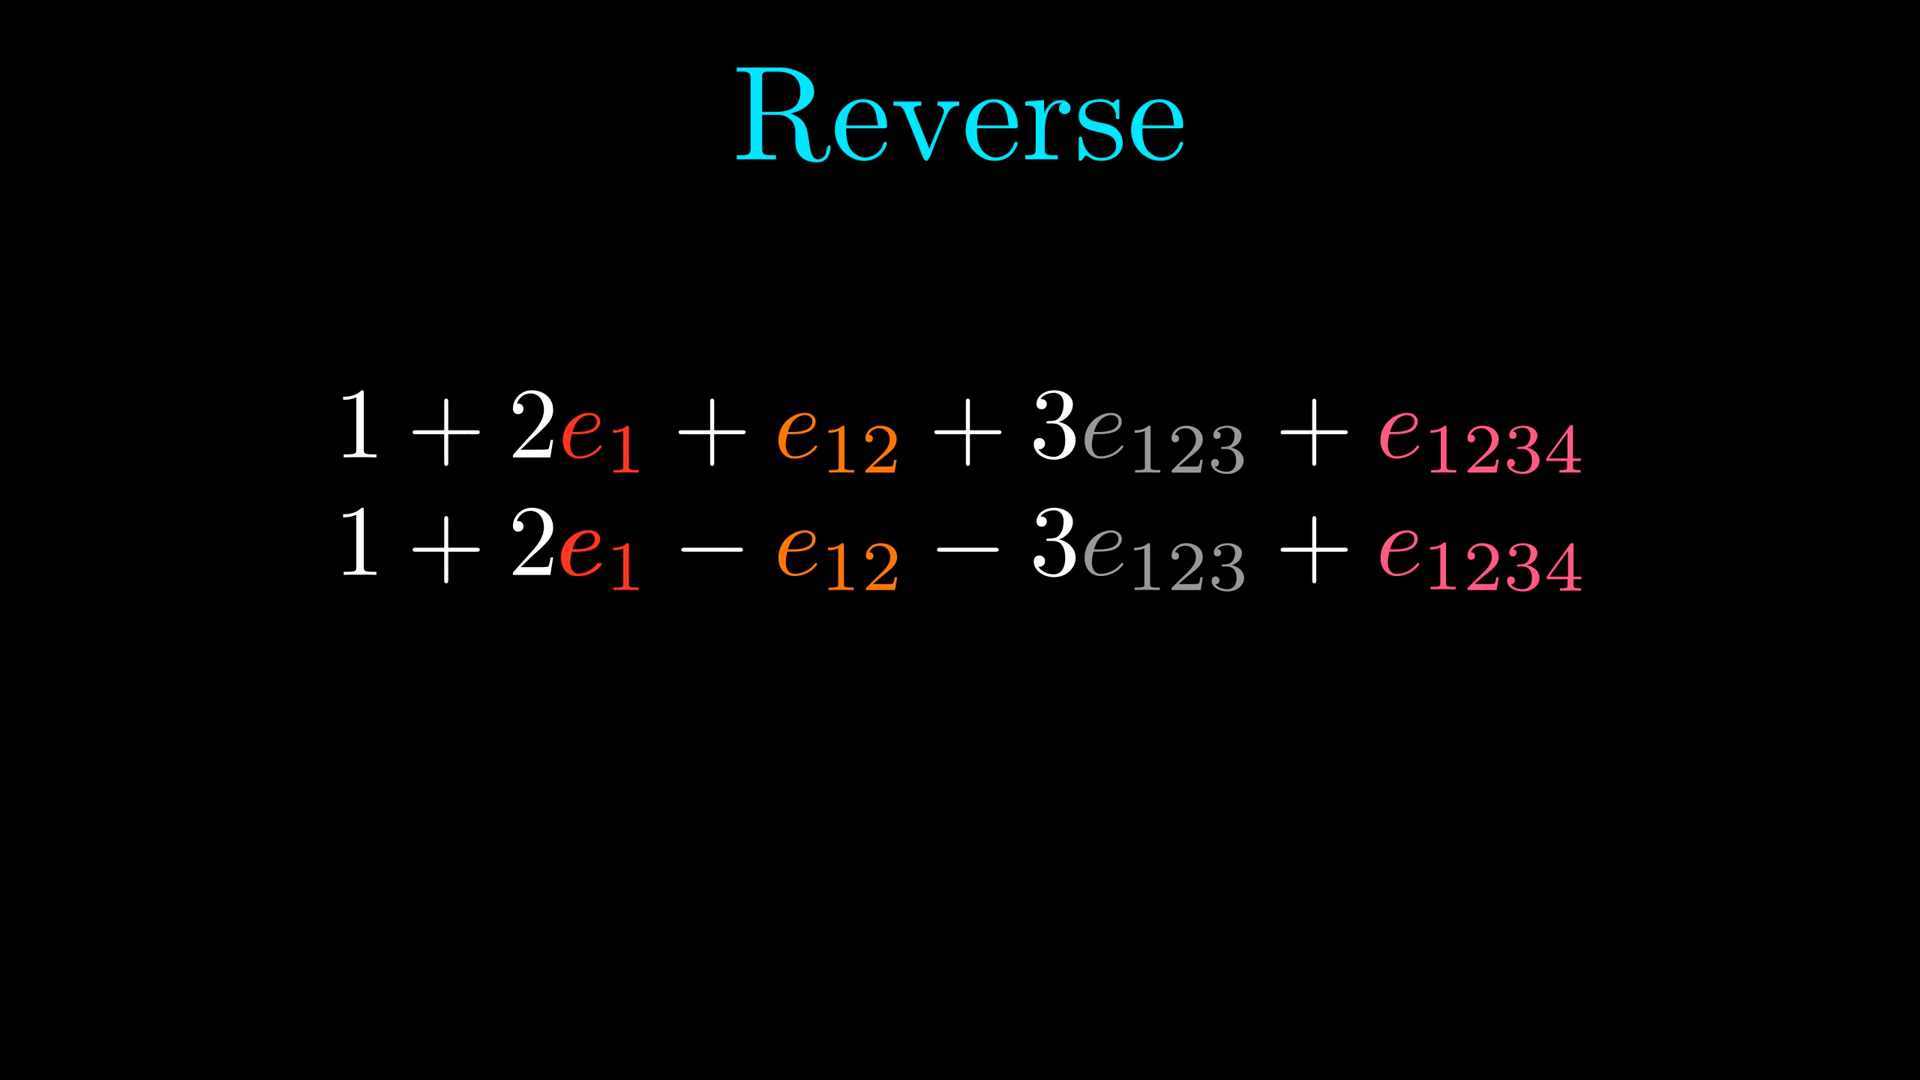 Reverse
1 + 2e₁ + e₁₂ + 3e₁₂₃ + e₁₂₃₄
1 + 2e₁ − e₁₂ − 3e₁₂₃ + e₁₂₃₄